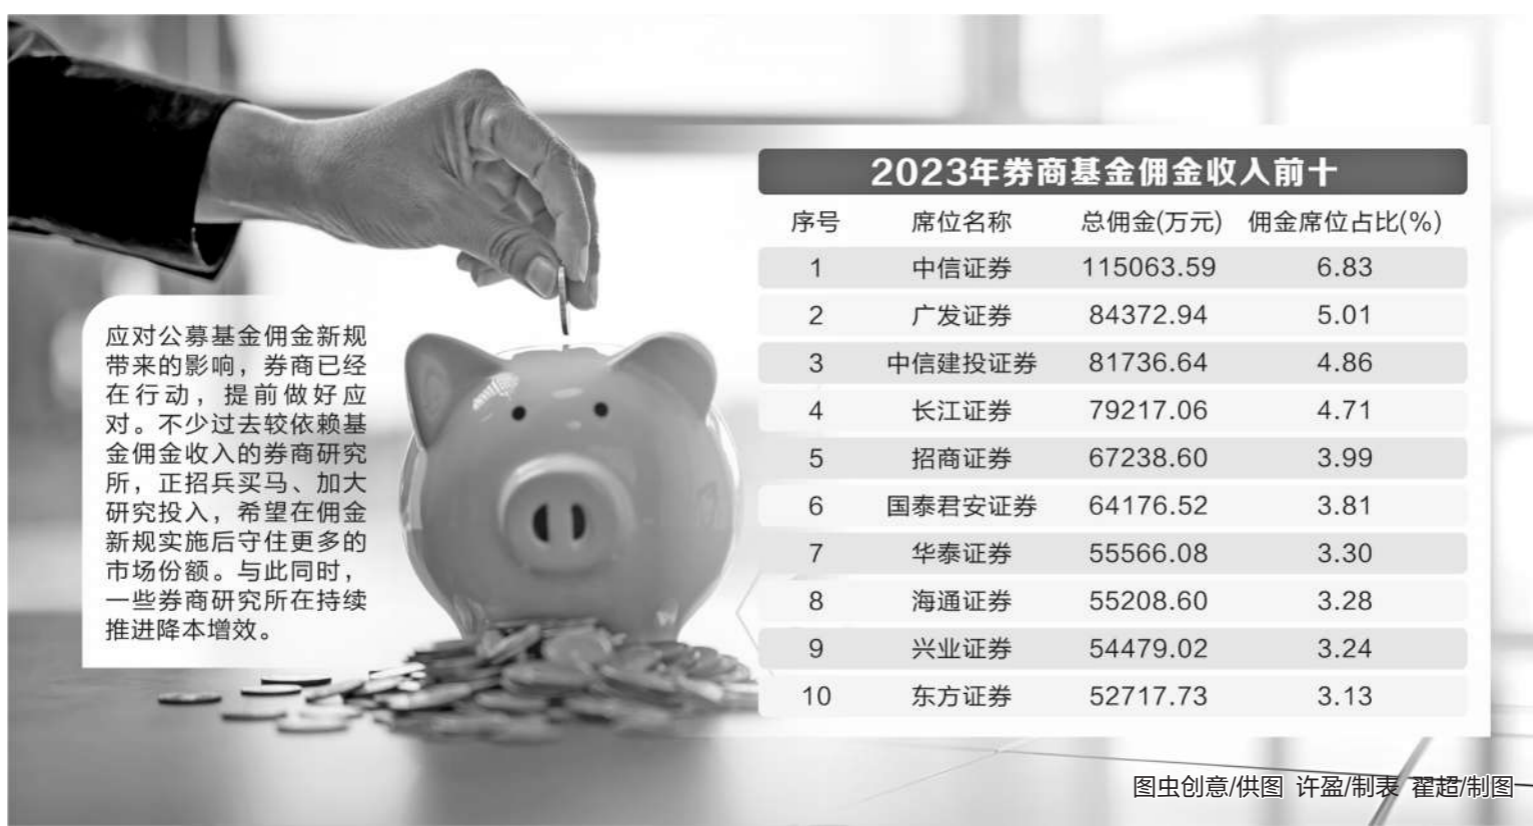 应对公募基金佣金新规
带来的影响，券商已经
在行动，提前做好应
对。不少过去较依赖基
金佣金收入的券商研究
所，正招兵买马、加大
研究投入，希望在佣金
新规实施后守住更多的
市场份额。与此同时，
一些券商研究所在持续
推进降本增效。
2023年券商基金佣金收入前十
序号 席位名称 总佣金(万元) 佣金席位占比(%)
1 中信证券 115063.59 6.83
2 广发证券 84372.94 5.01
3 中信建投证券 81736.64 4.86
4 长江证券 79217.06 4.71
5 招商证券 67238.60 3.99
6 国泰君安证券 64176.52 3.81
7 华泰证券 55566.08 3.30
8 海通证券 55208.60 3.28
9 兴业证券 54479.02 3.24
10 东方证券 52717.73 3.13
图虫创意/供图 许盈/制表 翟超/制图